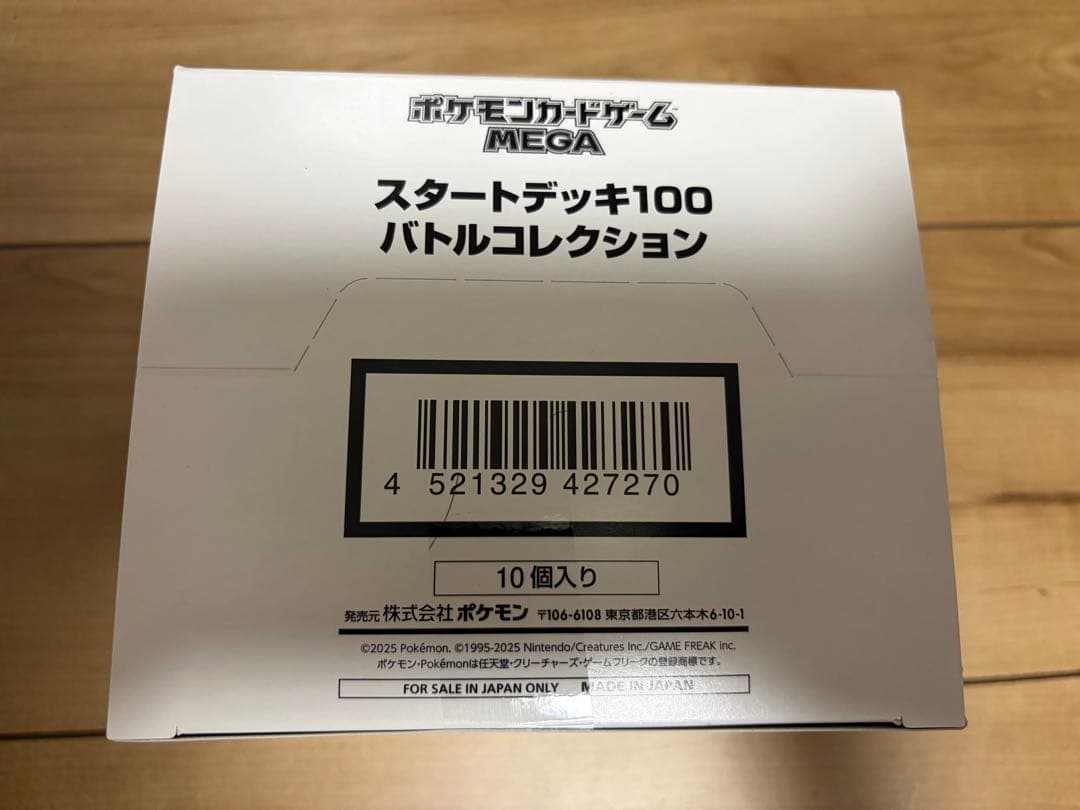 ポケモンカードゲーム™
MEGA
スタートデッキ100
バトルコレクション
4 521329 427270
10個入り
発売元 株式会社 ポケモン 〒106-6108 東京都港区六本木6-10-1
©2025 Pokémon. ©1995-2025 Nintendo/Creatures Inc./GAME FREAK inc.
ポケモン・Pokémonは任天堂・クリーチャーズ・ゲームフリークの登録商標です。
FOR SALE IN JAPAN ONLY MADE IN JAPAN